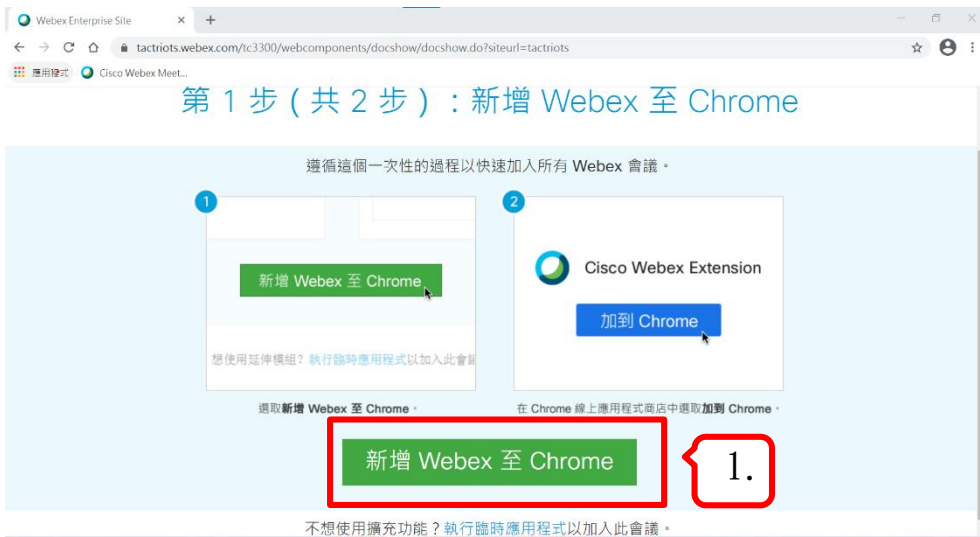 Webex Enterprise Site
tactriots.webex.com/tc3300/webcomponents/docshow/docshow.do?siteurl=tactriots
應用程式 Cisco Webex Meet...
第 1 步 ( 共 2 步 ) ：新增 Webex 至 Chrome
遵循這個一次性的過程以快速加入所有 Webex 會議。
1
新增 Webex 至 Chrome
想使用延伸模組? 執行臨時應用程式以加入此會議
選取新增 Webex 至 Chrome。
2
Cisco Webex Extension
加到 Chrome
在 Chrome 線上應用程式商店中選取加到 Chrome。
新增 Webex 至 Chrome
1.
不想使用擴充功能？執行臨時應用程式以加入此會議。